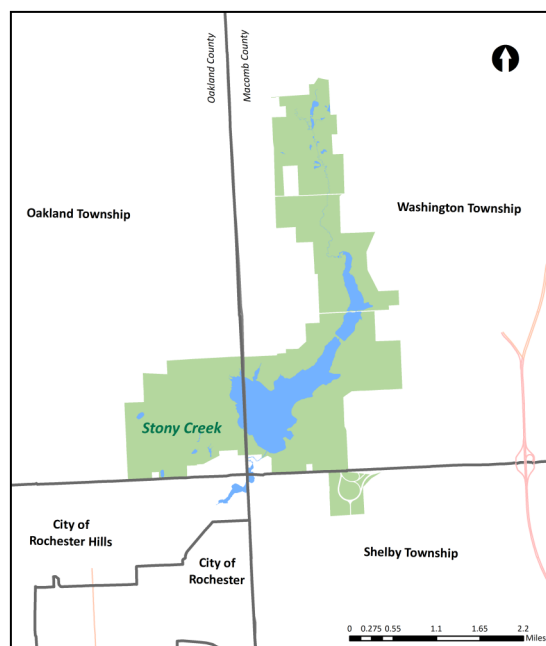 Oakland County
Macomb County
Oakland Township
Washington Township
Stony Creek
City of
Rochester Hills
City of
Rochester
Shelby Township
0 0.275 0.55 1.1 1.65 2.2
Miles